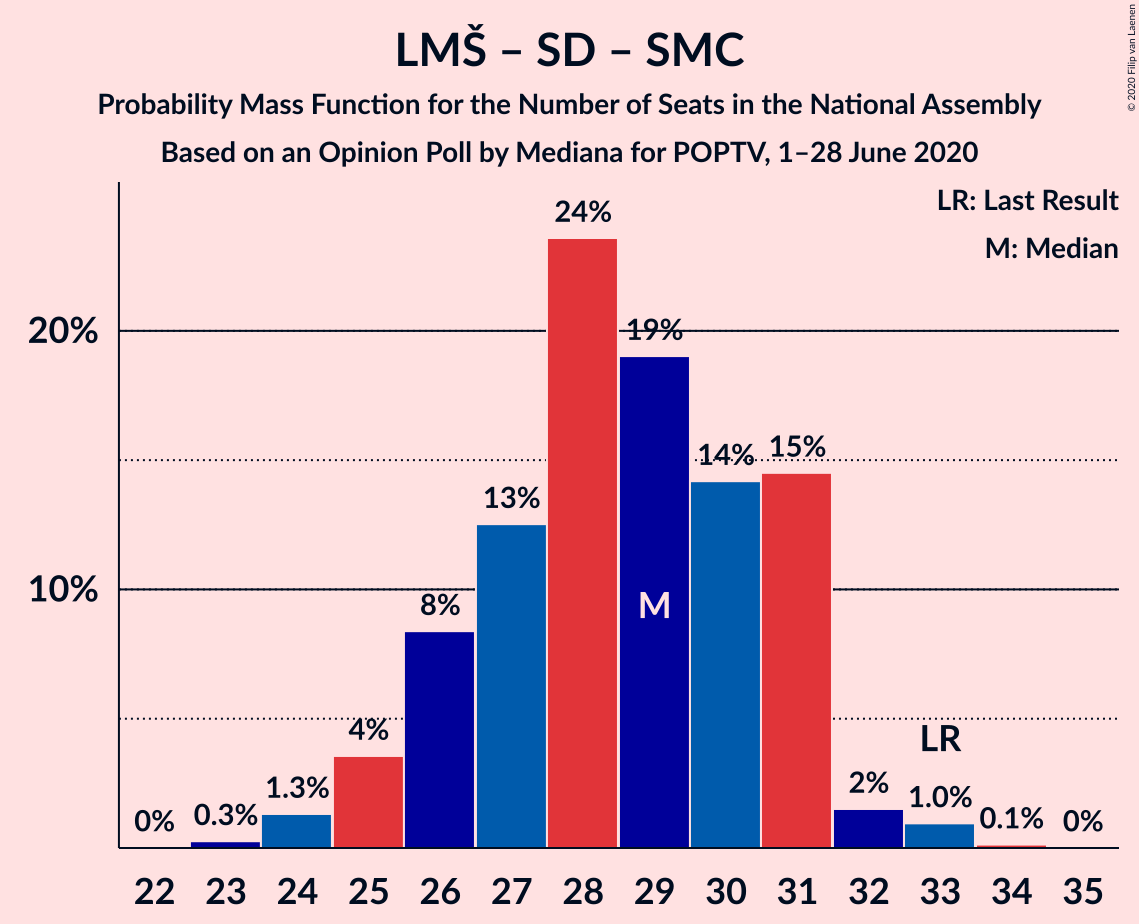 LMŠ – SD – SMC
Probability Mass Function for the Number of Seats in the National Assembly
Based on an Opinion Poll by Mediana for POPTV, 1–28 June 2020
© 2020 Filip van Laenen
LR: Last Result
M: Median
20%
10%
0%
0.3%
1.3%
4%
8%
13%
24%
19%
14%
15%
2%
1.0%
0.1%
0%
M
LR
22 23 24 25 26 27 28 29 30 31 32 33 34 35